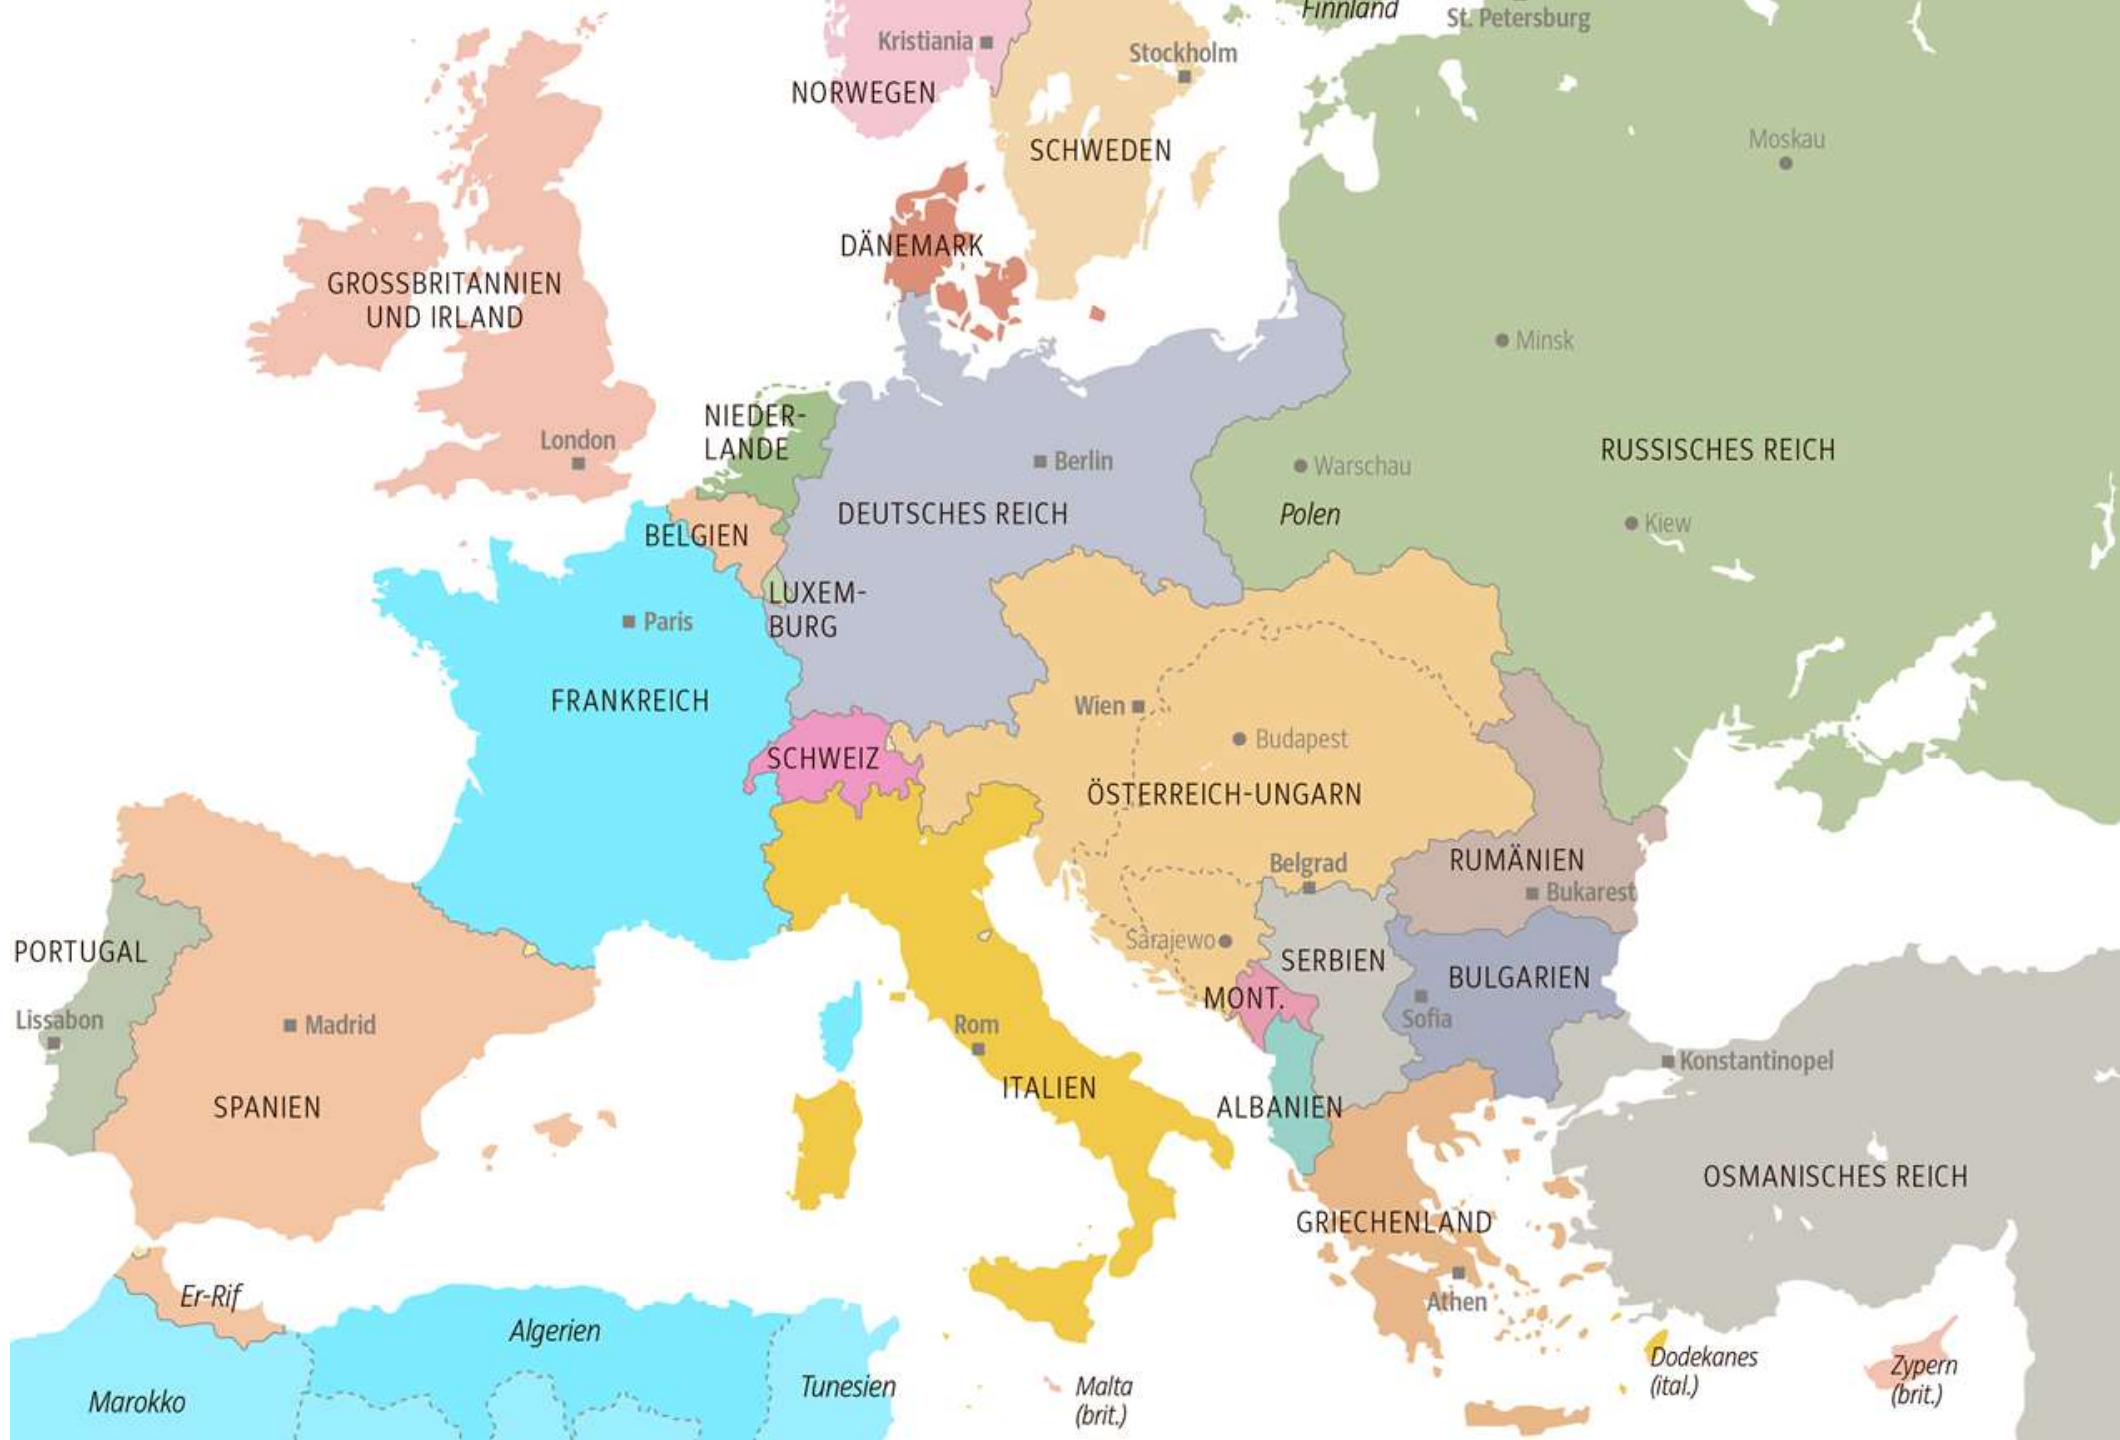 Finnland
St. Petersburg
Kristiania
Stockholm
NORWEGEN
Moskau
SCHWEDEN
DÄNEMARK
GROSSBRITANNIEN
UND IRLAND
Minsk
NIEDER-
LANDE
London
Berlin
Warschau
RUSSISCHES REICH
DEUTSCHES REICH
Polen
Kiew
BELGIEN
LUXEM-
BURG
Paris
FRANKREICH
Wien
Budapest
SCHWEIZ
ÖSTERREICH-UNGARN
Belgrad
RUMÄNIEN
Bukarest
Sarajewo
SERBIEN
BULGARIEN
PORTUGAL
MONT.
Lissabon
Madrid
Rom
Sofia
Konstantinopel
ITALIEN
SPANIEN
ALBANIEN
OSMANISCHES REICH
GRIECHENLAND
Er-Rif
Athen
Algerien
Dodekanes
(ital.)
Zypern
(brit.)
Marokko
Tunesien
Malta
(brit.)